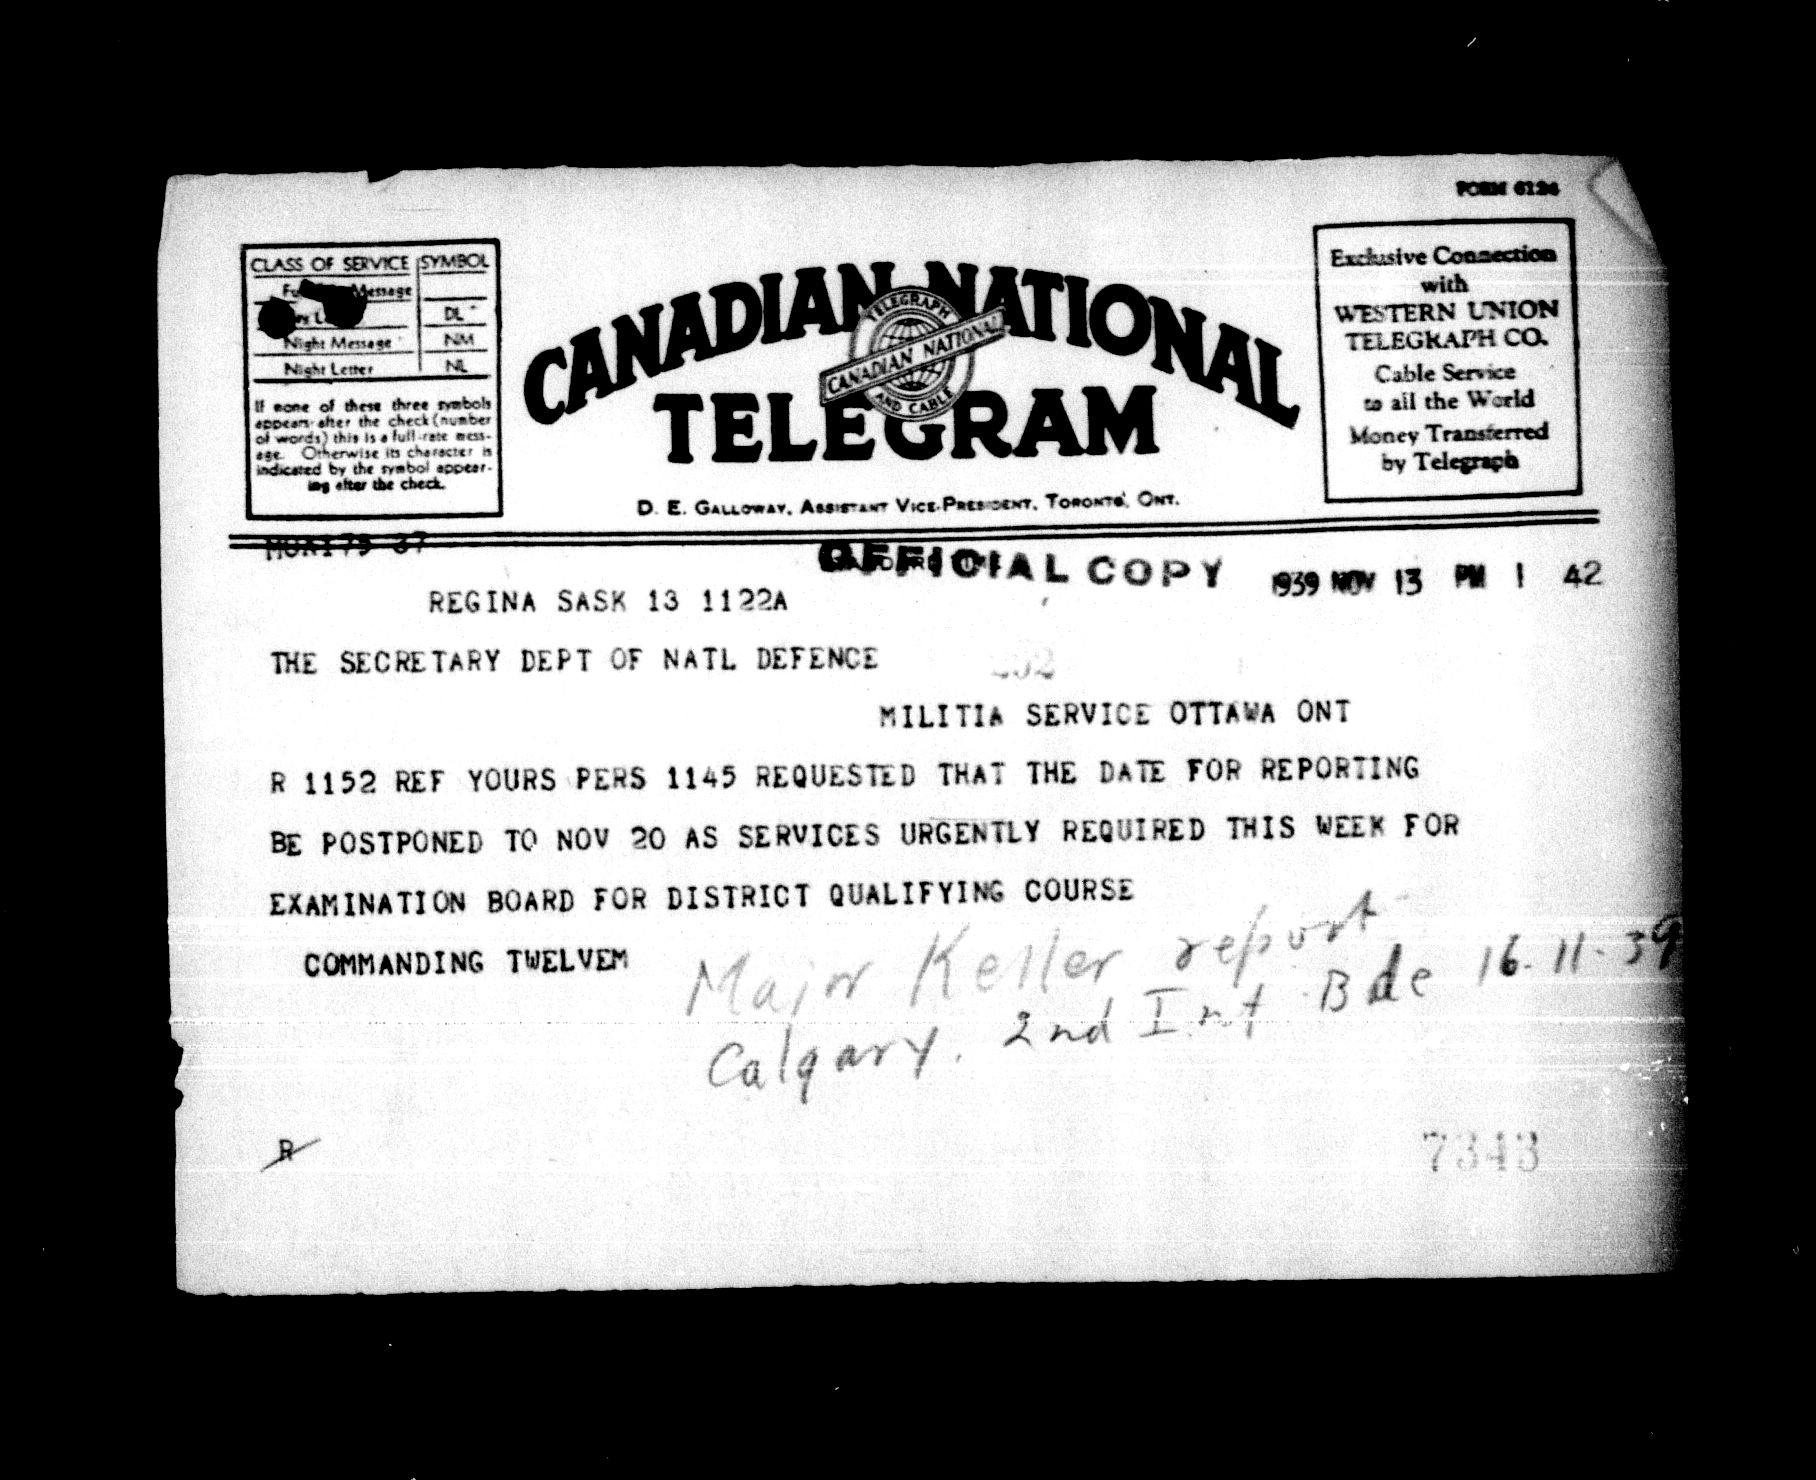 FORM 6124
CLASS OF SERVICE SYMBOL
Message
DL
Night Message NM
Night Letter NL
If none of these three symbols
appears after the check (number
of words) this is a full-rate mess-
age. Otherwise its character is
indicated by the symbol appear-
ing after the check.
CANADIAN NATIONAL
TELEGRAM
TELEGRAPH
CANADIAN NATIONAL
AND CABLE
D. E. GALLOWAY, ASSISTANT VICE-PRESIDENT, TORONTO, ONT.
Exclusive Connection
with
WESTERN UNION
TELEGRAPH CO.
Cable Service
to all the World
Money Transferred
by Telegraph
OFFICIAL COPY
1939 NOV 13 PM 1 42
REGINA SASK 13 1122A
THE SECRETARY DEPT OF NATL DEFENCE
MILITIA SERVICE OTTAWA ONT
R 1152 REF YOURS PERS 1145 REQUESTED THAT THE DATE FOR REPORTING
BE POSTPONED TO NOV 20 AS SERVICES URGENTLY REQUIRED THIS WEEK FOR
EXAMINATION BOARD FOR DISTRICT QUALIFYING COURSE
COMMANDING TWELVEM
Major Keller report
Calgary. 2nd Inf Bde 16-11-39
R
7343